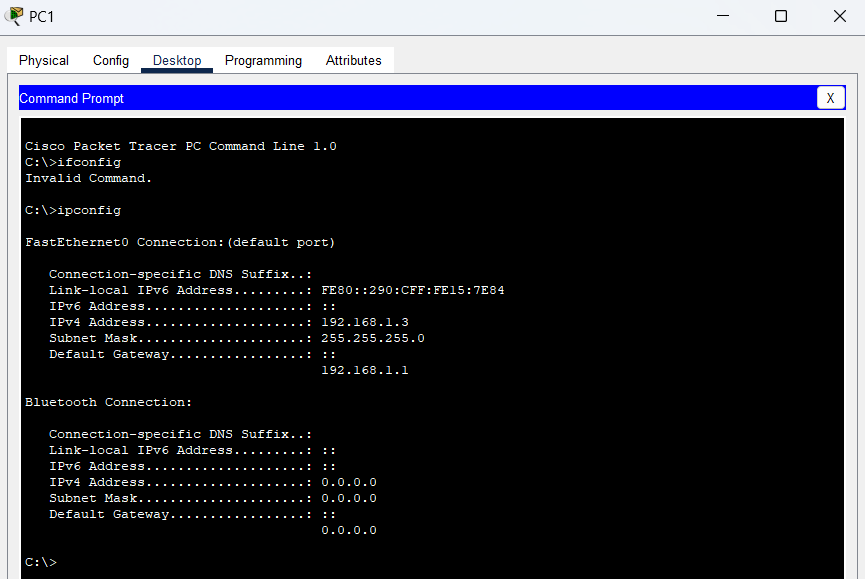 PC1
Physical Config Desktop Programming Attributes
Command Prompt X
Cisco Packet Tracer PC Command Line 1.0
C:\>ifconfig
Invalid Command.
C:\>ipconfig
FastEthernet0 Connection:(default port)
Connection-specific DNS Suffix..:
Link-local IPv6 Address.........: FE80::290:CFF:FE15:7E84
IPv6 Address....................: ::
IPv4 Address....................: 192.168.1.3
Subnet Mask.....................: 255.255.255.0
Default Gateway.................: ::
192.168.1.1
Bluetooth Connection:
Connection-specific DNS Suffix..:
Link-local IPv6 Address.........: ::
IPv6 Address....................: ::
IPv4 Address....................: 0.0.0.0
Subnet Mask.....................: 0.0.0.0
Default Gateway.................: ::
0.0.0.0
C:\>